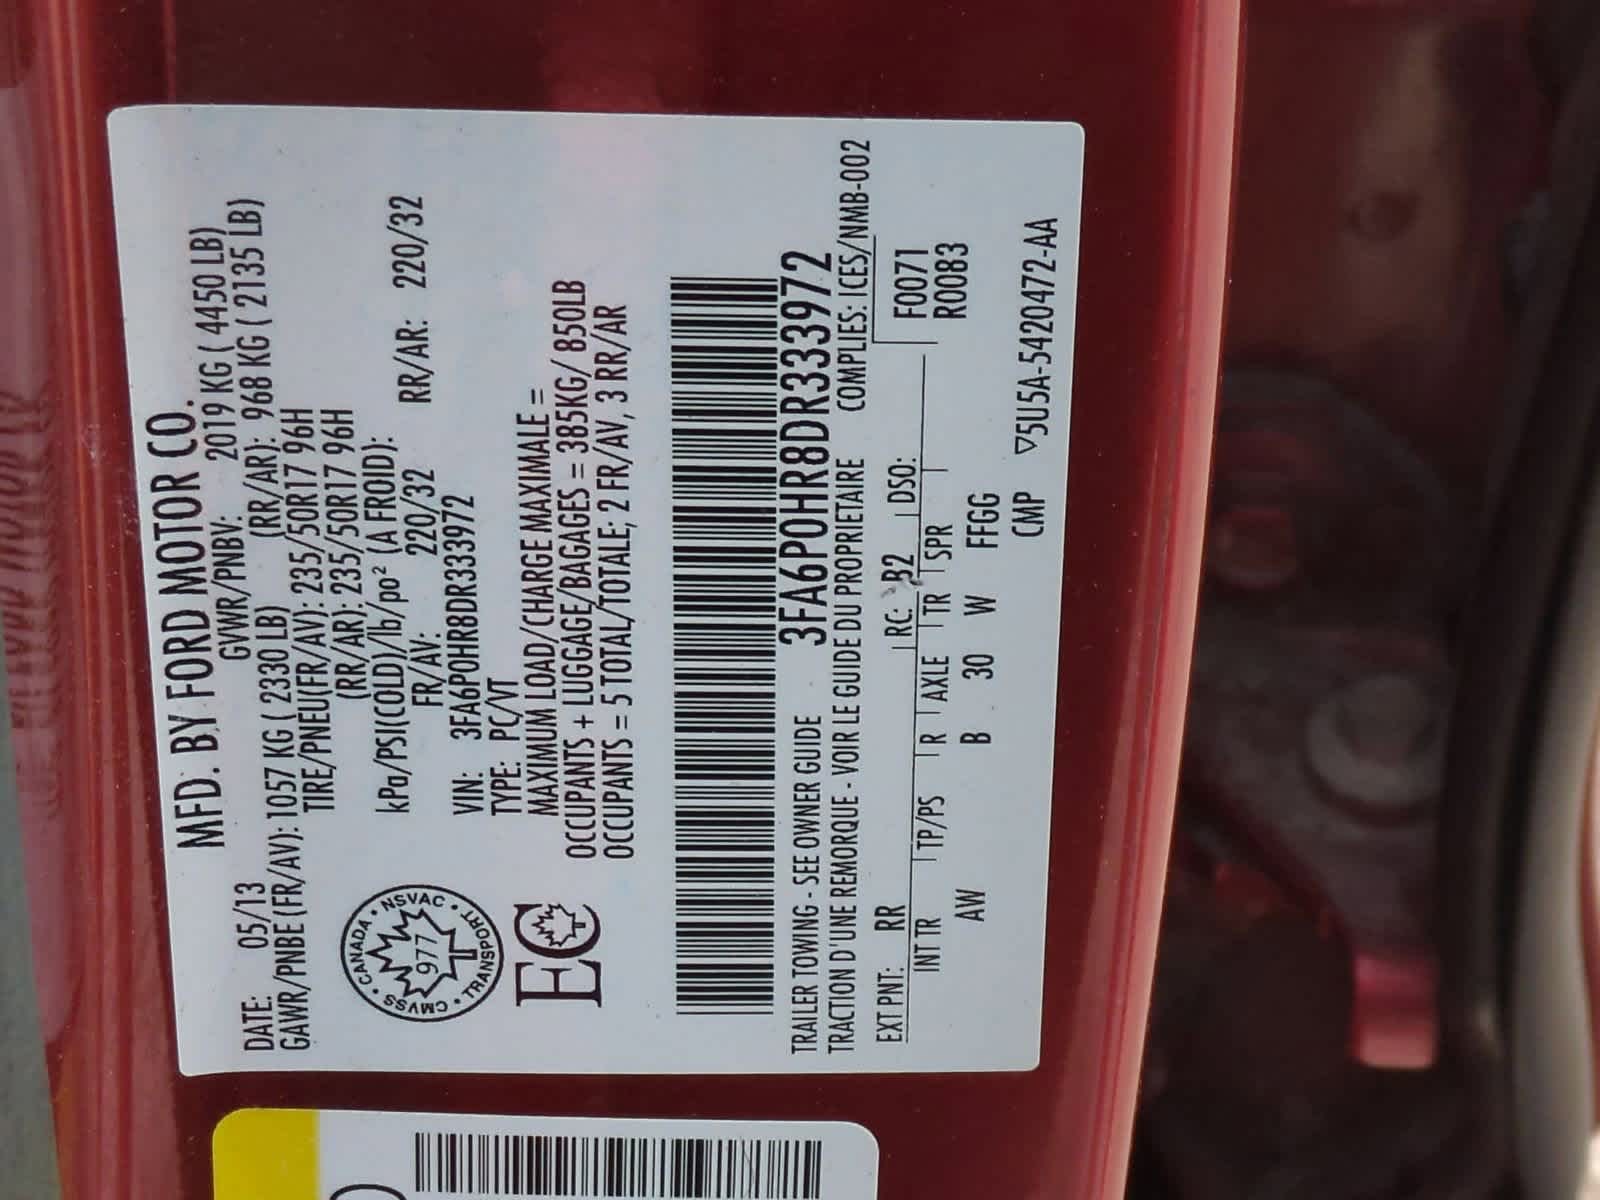 MFD. BY FORD MOTOR CO.
DATE: 05/13 GVWR/PNBV: 2019 KG ( 4450 LB)
GAWR/PNBE (FR/AV): 1057 KG ( 2330 LB) (RR/AR): 968 KG ( 2135 LB)
TIRE/PNEU(FR/AV): 235/50R17 96H
(RR/AR): 235/50R17 96H
kPa/PSI(COLD)/lb/po² (A FROID):
FR/AV: 220/32 RR/AR: 220/32
VIN: 3FA6P0HR8DR333972
TYPE: PC/VT
MAXIMUM LOAD/CHARGE MAXIMALE =
OCCUPANTS + LUGGAGE/BAGAGES = 385KG/ 850LB
OCCUPANTS = 5 TOTAL/TOTALE; 2 FR/AV, 3 RR/AR
CANADA • NSVAC • TRANSPORT • CMVSS •
977
EC
3FA6P0HR8DR333972
TRAILER TOWING - SEE OWNER GUIDE
TRACTION D'UNE REMORQUE - VOIR LE GUIDE DU PROPRIETAIRE COMPLIES: ICES/NMB-002
EXT PNT: RR RC: B2 DSO: F0071
INT TR TP/PS R AXLE TR SPR R0083
AW B 30 W FFGG
CMP ▽5U5A-5420472-AA